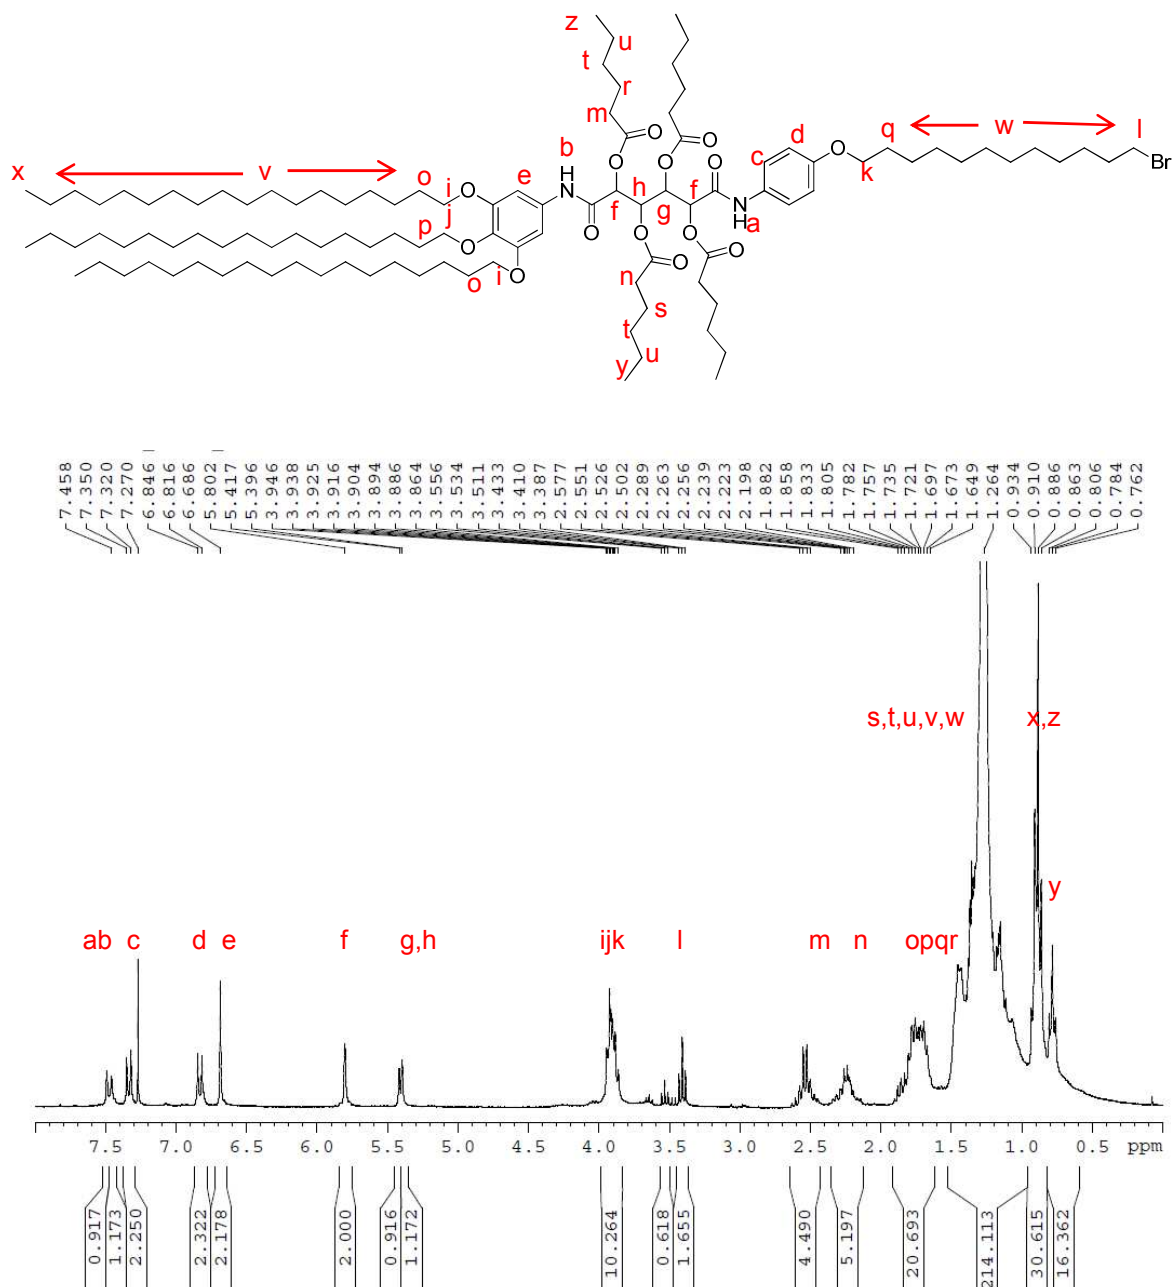 z
u
t
r
m
O
O
b
O
O
d
q
w
l
x
v
o
i
O
e
H
N
O
c
O
k
Br
j
h
f
f
g
N
H
a
p
O
O
O
O
o
i
O
n
O
O
s
t
y
u
7.458
7.350
7.320
7.270
6.846
6.816
6.686
5.802
5.417
5.396
3.946
3.938
3.925
3.916
3.904
3.894
3.886
3.864
3.556
3.534
3.511
3.433
3.410
3.387
2.577
2.551
2.526
2.502
2.289
2.263
2.256
2.239
2.223
2.198
1.882
1.858
1.833
1.805
1.782
1.757
1.735
1.721
1.697
1.673
1.649
1.264
0.934
0.910
0.886
0.863
0.806
0.784
0.762
s,t,u,v,w
x,z
y
ab c d e f g,h ijk l m n opqr
7.5 7.0 6.5 6.0 5.5 5.0 4.5 4.0 3.5 3.0 2.5 2.0 1.5 1.0 0.5 ppm
0.917
1.173
2.250
2.322
2.178
2.000
0.916
1.172
10.264
0.618
1.655
4.490
5.197
20.693
214.113
30.615
16.362